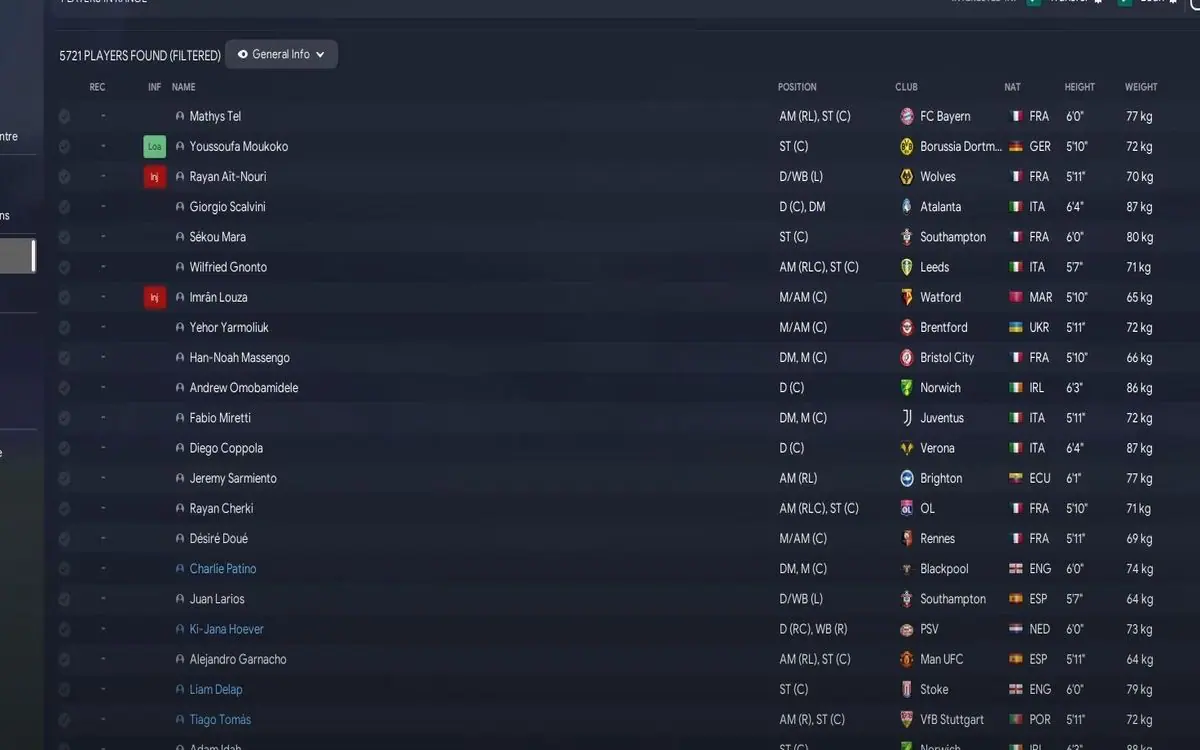 PLAYERS IN RANGE
5721 PLAYERS FOUND (FILTERED) General Info
REC INF NAME POSITION CLUB NAT HEIGHT WEIGHT
- Mathys Tel AM (RL), ST (C) FC Bayern FRA 6'0" 77 kg
ntre
- Loa Youssoufa Moukoko ST (C) Borussia Dortm... GER 5'10" 72 kg
- Inj Rayan Aït-Nouri D/WB (L) Wolves FRA 5'11" 70 kg
- Giorgio Scalvini D (C), DM Atalanta ITA 6'4" 87 kg
ns
- Sékou Mara ST (C) Southampton FRA 6'0" 80 kg
- Wilfried Gnonto AM (RLC), ST (C) Leeds ITA 5'7" 71 kg
- Inj Imrân Louza M/AM (C) Watford MAR 5'10" 65 kg
- Yehor Yarmoliuk M/AM (C) Brentford UKR 5'11" 72 kg
- Han-Noah Massengo DM, M (C) Bristol City FRA 5'10" 66 kg
- Andrew Omobamidele D (C) Norwich IRL 6'3" 86 kg
- Fabio Miretti DM, M (C) Juventus ITA 5'11" 72 kg
- Diego Coppola D (C) Verona ITA 6'4" 87 kg
e
- Jeremy Sarmiento AM (RL) Brighton ECU 6'1" 77 kg
- Rayan Cherki AM (RLC), ST (C) OL FRA 5'10" 71 kg
- Désiré Doué M/AM (C) Rennes FRA 5'11" 69 kg
- Charlie Patino DM, M (C) Blackpool ENG 6'0" 74 kg
- Juan Larios D/WB (L) Southampton ESP 5'7" 64 kg
- Ki-Jana Hoever D (RC), WB (R) PSV NED 6'0" 73 kg
- Alejandro Garnacho AM (RL), ST (C) Man UFC ESP 5'11" 64 kg
- Liam Delap ST (C) Stoke ENG 6'0" 79 kg
- Tiago Tomás AM (R), ST (C) VfB Stuttgart POR 5'11" 72 kg
Adam Idah ST (C) Norwich IRL 6'3" 88 kg